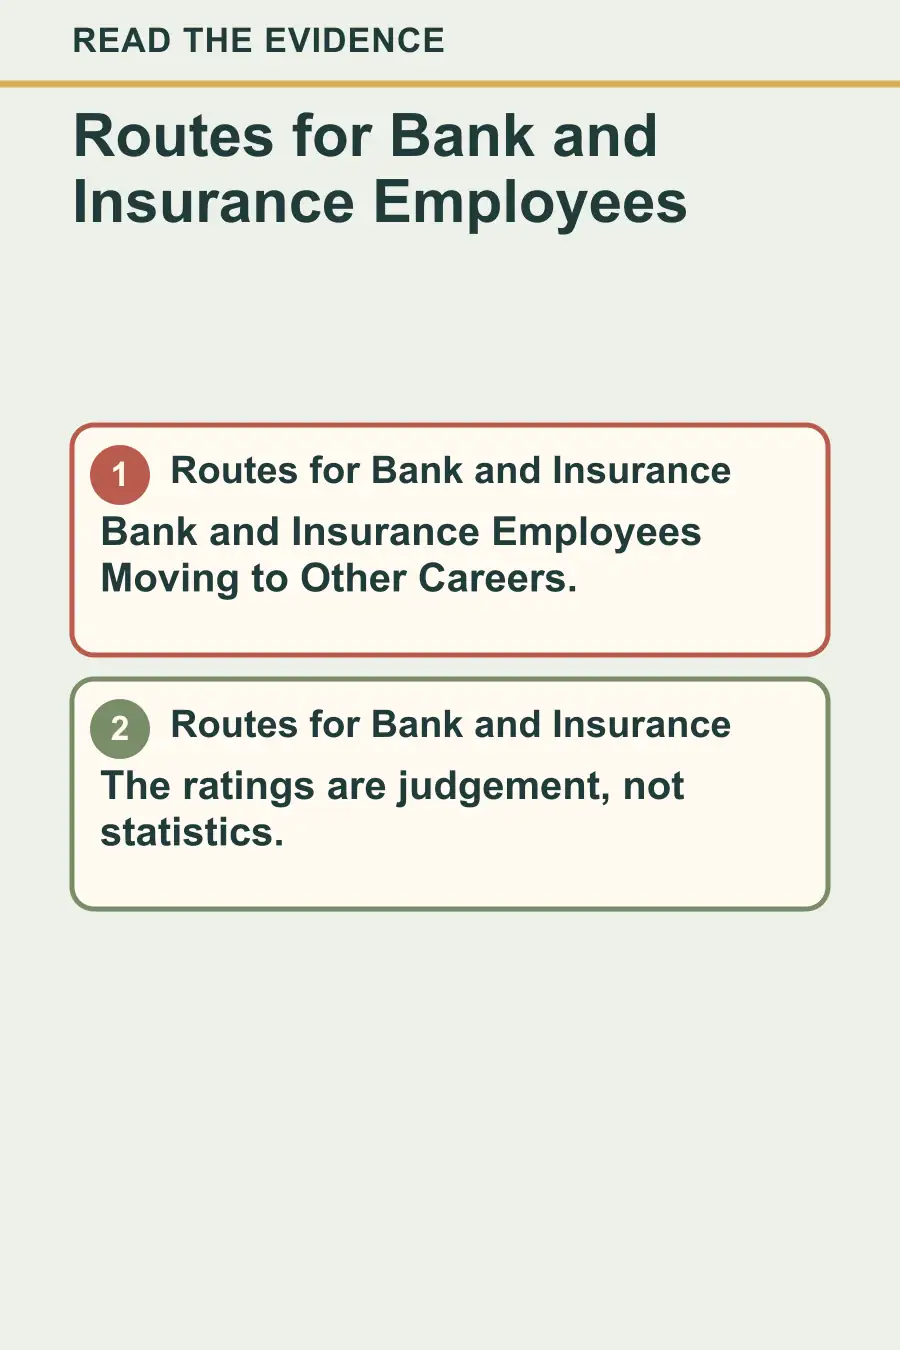 READ THE EVIDENCE
Routes for Bank and
Insurance Employees
1 Routes for Bank and Insurance
Bank and Insurance Employees
Moving to Other Careers.
2 Routes for Bank and Insurance
The ratings are judgement, not
statistics.